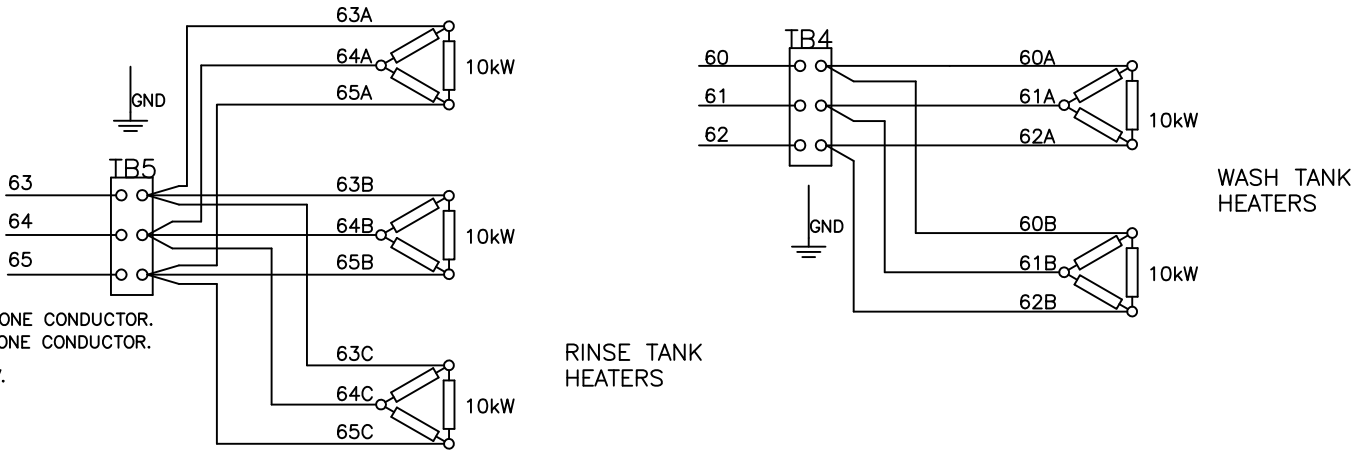 63A
64A
65A
10kW
GND
TB5
63
64
65
63B
64B
65B
10kW
ONE CONDUCTOR.
ONE CONDUCTOR.
63C
64C
65C
10kW
RINSE TANK
HEATERS
TB4
60
61
62
60A
61A
62A
10kW
GND
60B
61B
62B
10kW
WASH TANK
HEATERS